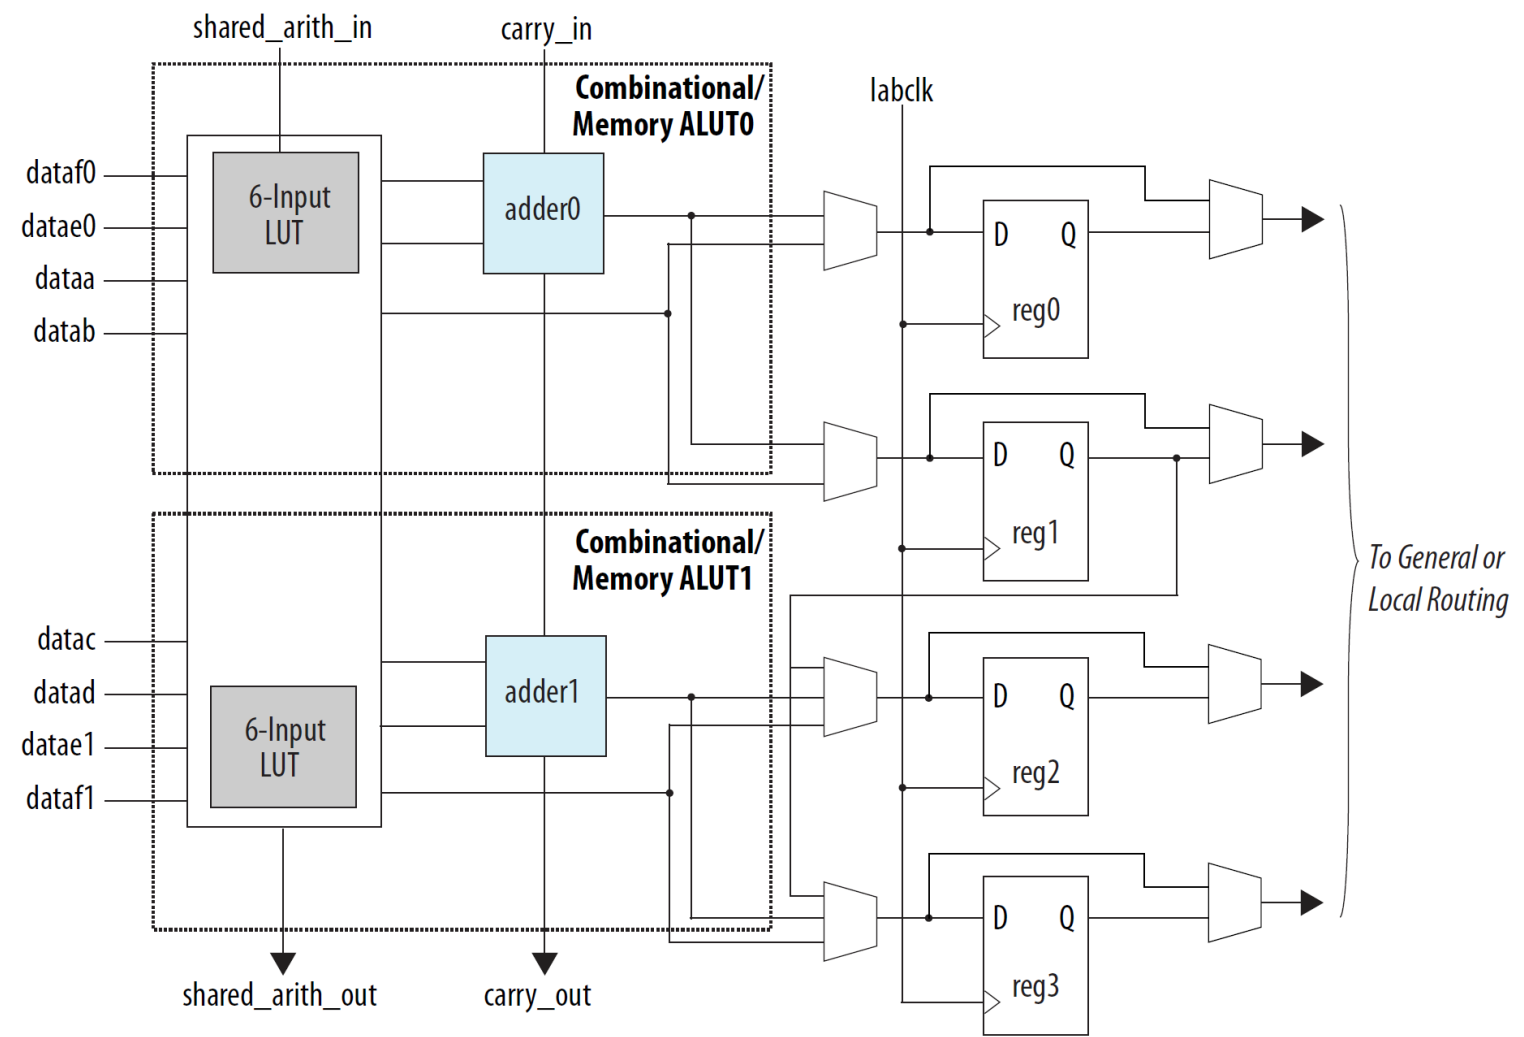 shared_arith_in
carry_in
Combinational/
Memory ALUT0
labclk
dataf0
datae0
dataa
datab
6-Input
LUT
adder0
D Q
reg0
D Q
reg1
Combinational/
Memory ALUT1
To General or
Local Routing
datac
datad
datae1
dataf1
6-Input
LUT
adder1
D Q
reg2
D Q
reg3
shared_arith_out
carry_out